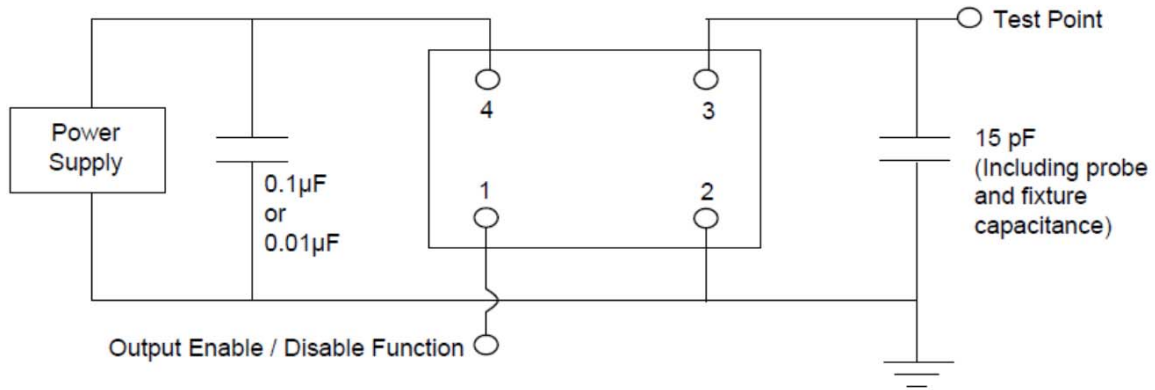 Test Point
4
3
Power
Supply
15 pF
(Including probe
and fixture
capacitance)
0.1µF
or
0.01µF
1
2
Output Enable / Disable Function